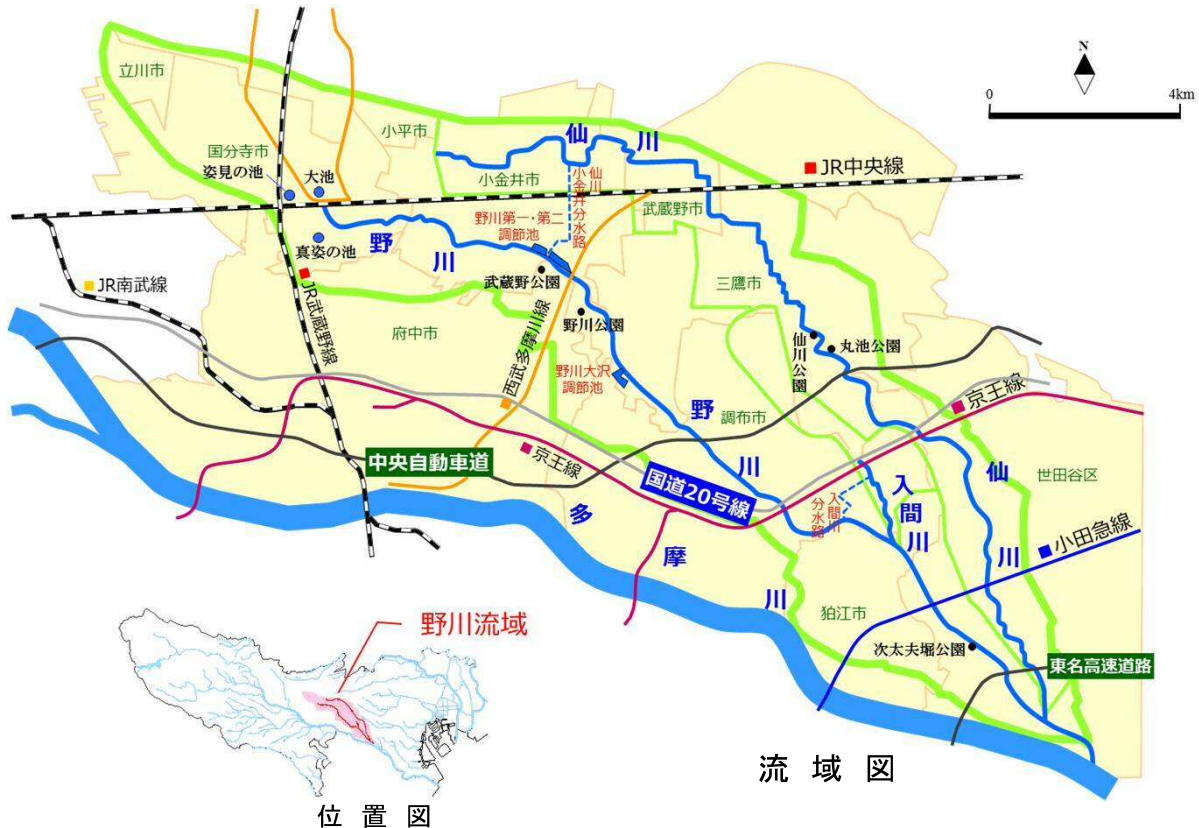 N
0 4km
立川市
小平市
仙川
国分寺市
姿見の池
大池
小金井市
仙川
小金井分水路
JR中央線
武蔵野市
野川第一・第二
調節池
野川
真姿の池
JR南武線
JR武蔵野線
武蔵野公園
三鷹市
府中市
西武多摩川線
野川公園
仙川公園
丸池公園
野川大沢
調節池
野川
調布市
京王線
京王線
中央自動車道
国道20号線
入間川
分水路
入間川
仙川
世田谷区
多摩川
小田急線
狛江市
次太夫堀公園
東名高速道路
野川流域
流域図
位置図